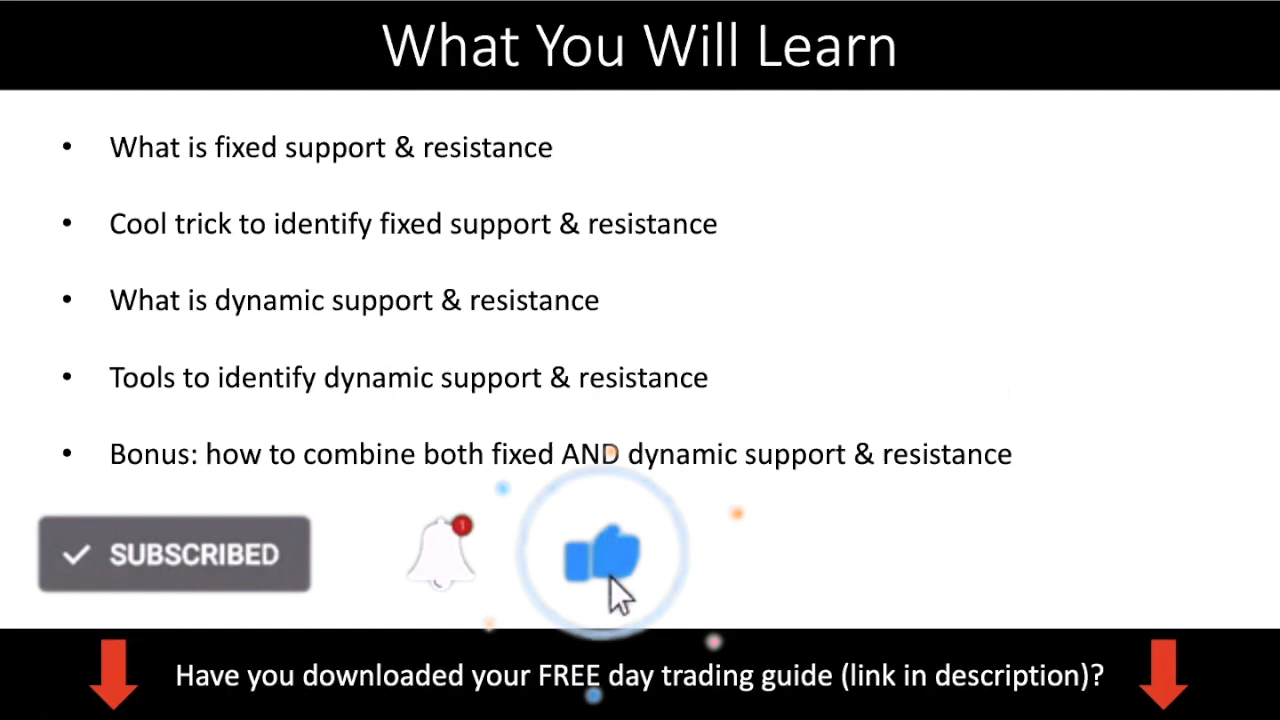 What You Will Learn
• What is fixed support & resistance
• Cool trick to identify fixed support & resistance
• What is dynamic support & resistance
• Tools to identify dynamic support & resistance
• Bonus: how to combine both fixed AND dynamic support & resistance
SUBSCRIBED
1
Have you downloaded your FREE day trading guide (link in description)?